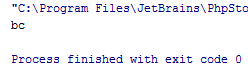 "C:\Program Files\JetBrains\PhpSto
bc
Process finished with exit code 0